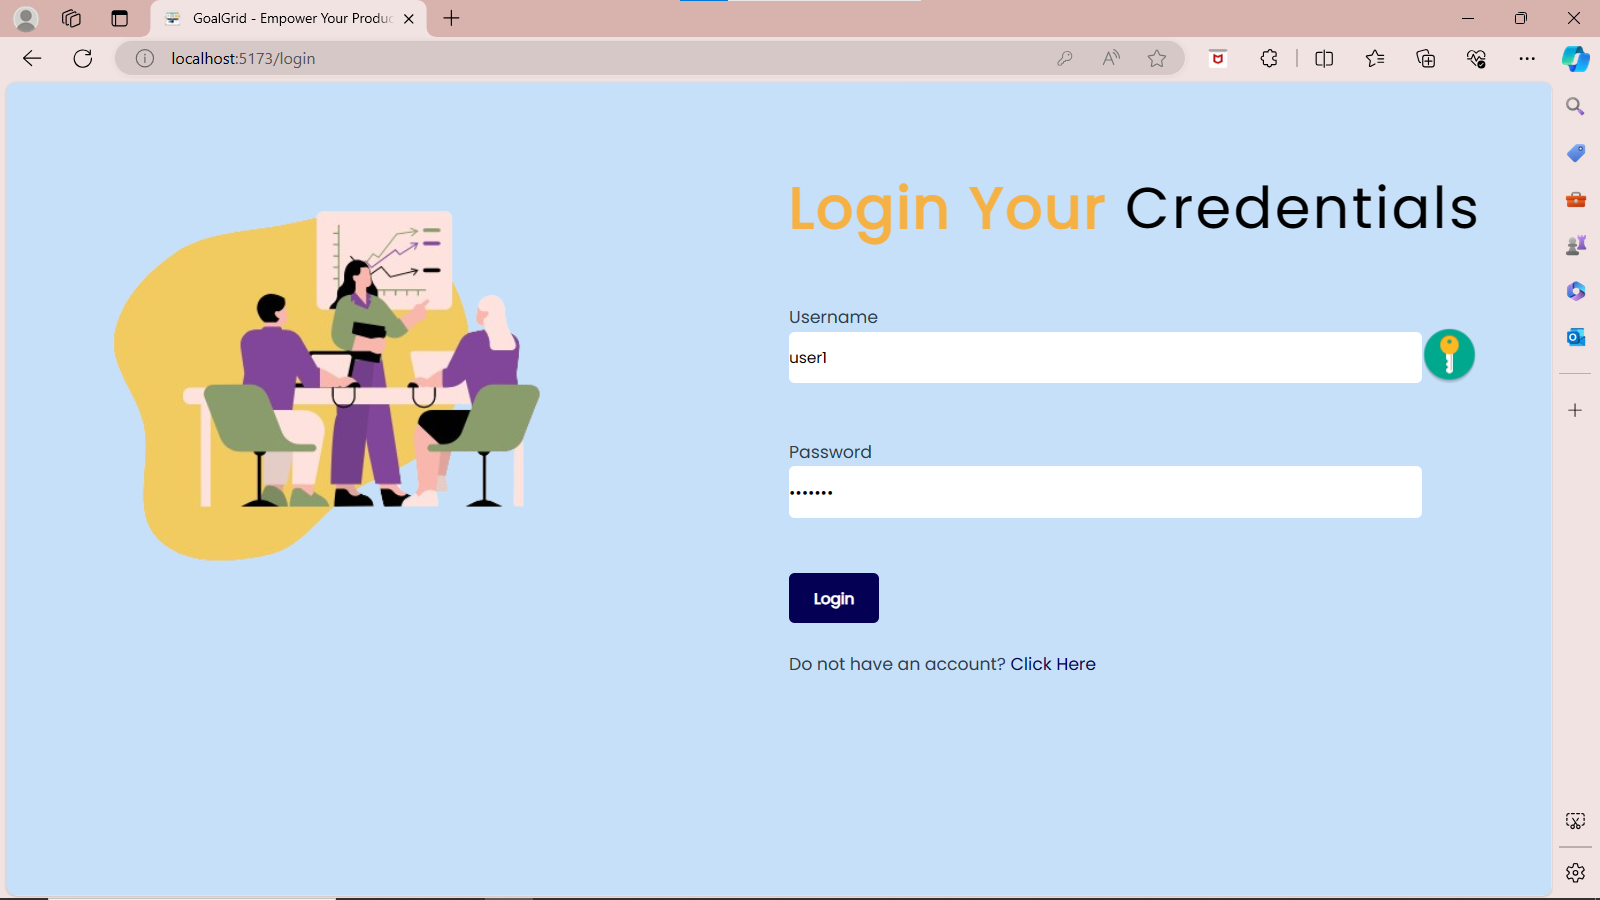 GoalGrid - Empower Your Produc
localhost:5173/login
Login Your Credentials
Username
user1
Password
•••••••
Login
Do not have an account? Click Here